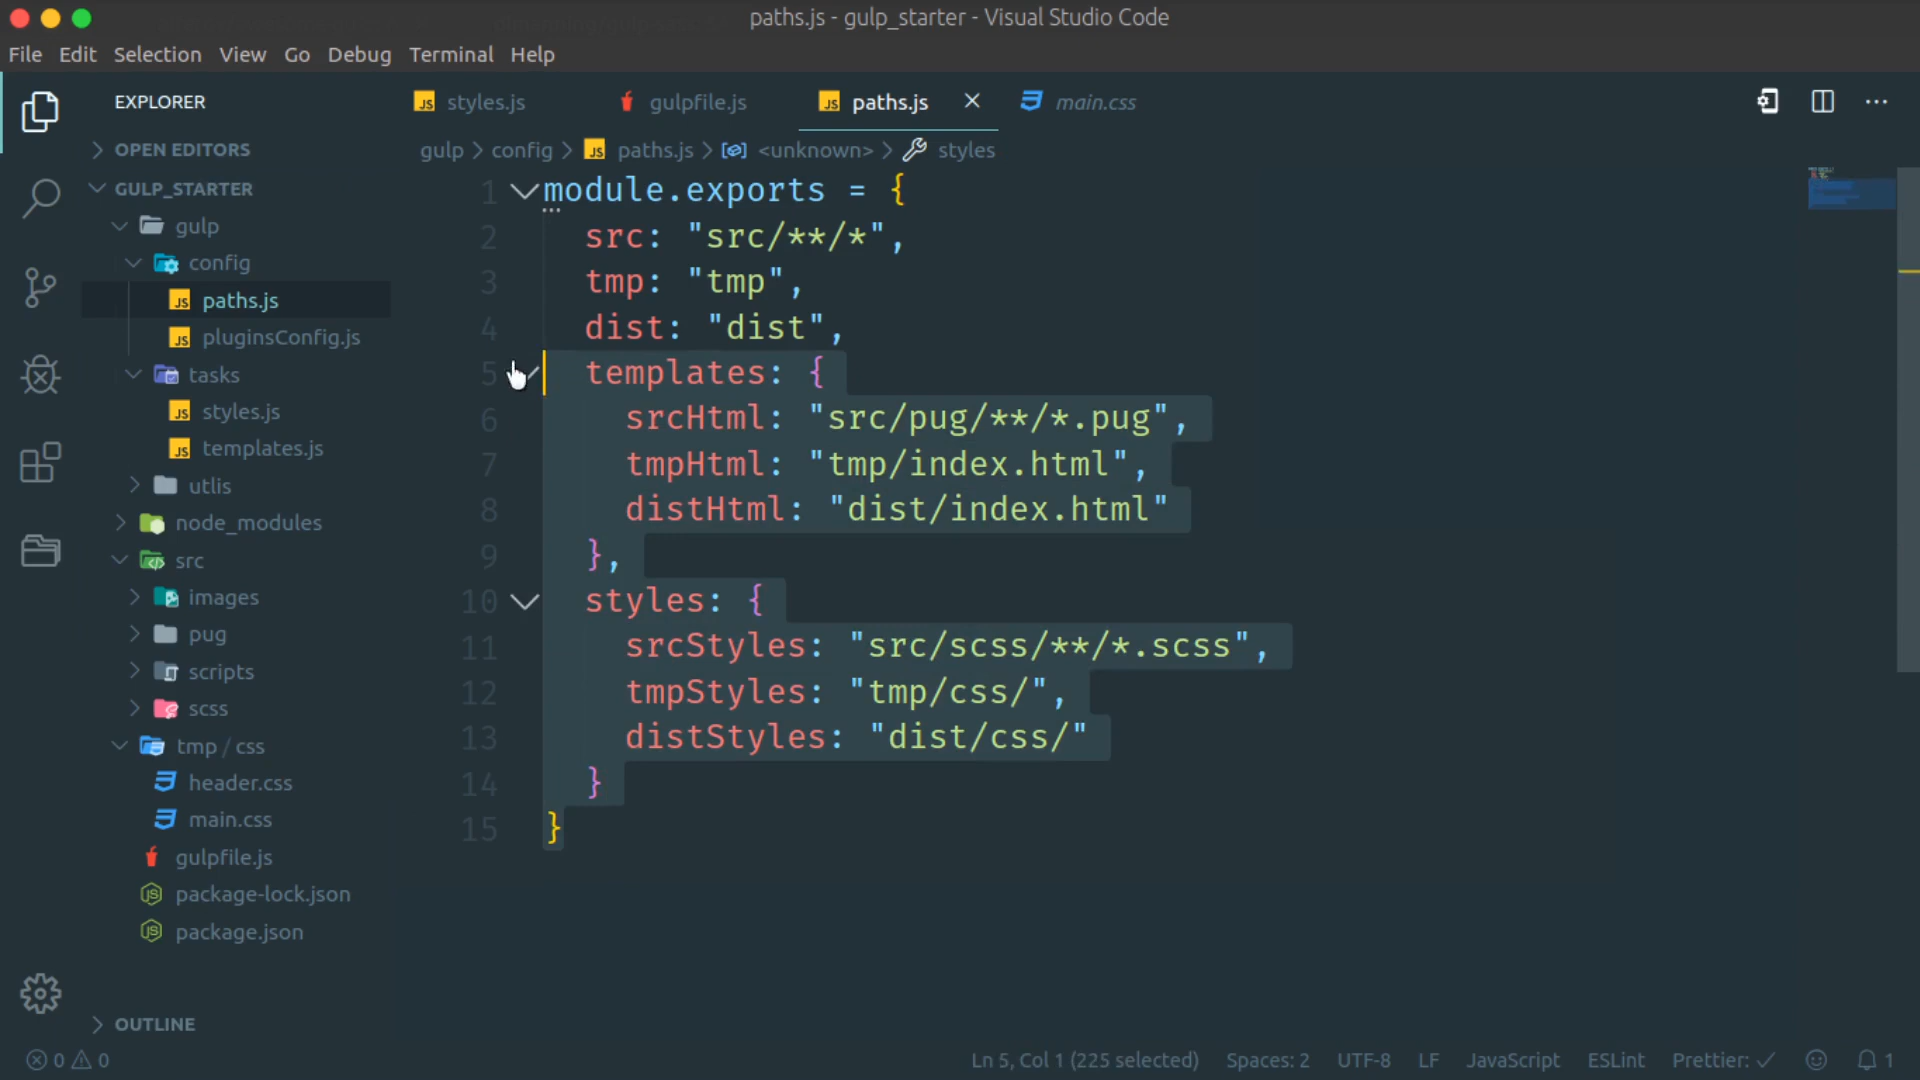 paths.js - gulp_starter - Visual Studio Code
File Edit Selection View Go Debug Terminal Help
EXPLORER
OPEN EDITORS
GULP_STARTER
gulp
config
paths.js
pluginsConfig.js
tasks
styles.js
templates.js
utlis
node_modules
src
images
pug
scripts
scss
tmp / css
header.css
main.css
gulpfile.js
package-lock.json
package.json
OUTLINE
styles.js gulpfile.js paths.js main.css
gulp > config > paths.js > <unknown> > styles
1 module.exports = {
2 src: "src/**/*",
3 tmp: "tmp",
4 dist: "dist",
5 templates: {
6 srcHtml: "src/pug/**/*.pug",
7 tmpHtml: "tmp/index.html",
8 distHtml: "dist/index.html"
9 },
10 styles: {
11 srcStyles: "src/scss/**/*.scss",
12 tmpStyles: "tmp/css/",
13 distStyles: "dist/css/"
14 }
15 }
0 0 Ln 5, Col 1 (225 selected) Spaces: 2 UTF-8 LF JavaScript ESLint Prettier: ✓ 1